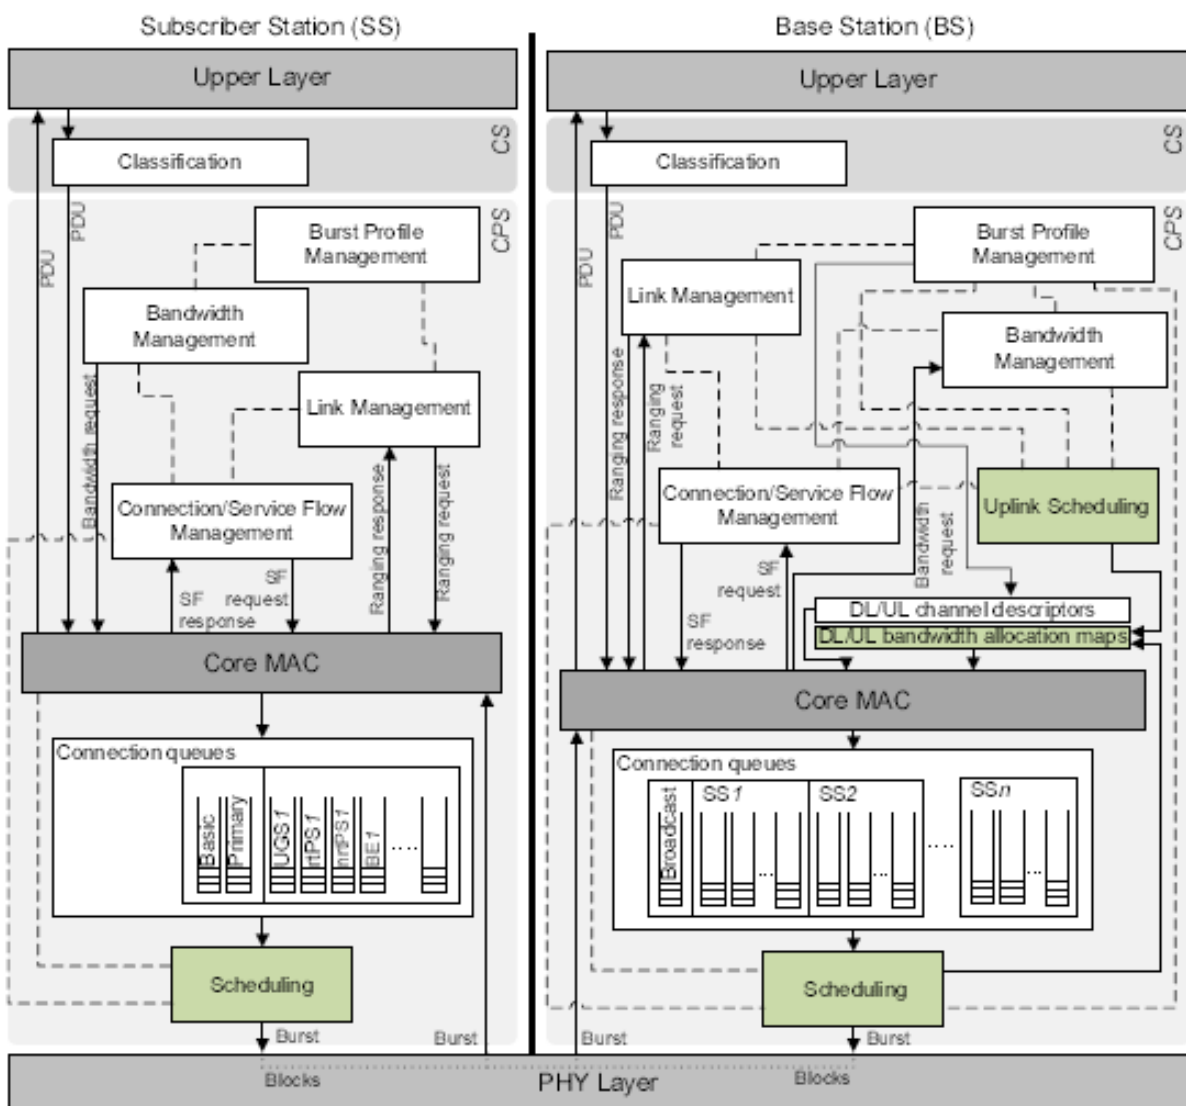 Subscriber Station (SS)
Base Station (BS)
Upper Layer
Upper Layer
CS
Classification
CS
Classification
CPS
PDU
PDU
Burst Profile
Management
Bandwidth
Management
Link Management
Bandwidth request
Connection/Service Flow
Management
Ranging response
Ranging request
SF
response
SF
request
Core MAC
Connection queues
Basic
Primary
UGS1
rtPS1
nrtPS1
BE1
....
Scheduling
Burst
Burst
Blocks
CPS
PDU
PDU
Burst Profile
Management
Link Management
Bandwidth
Management
Ranging response
Ranging
request
Connection/Service Flow
Management
Uplink Scheduling
Bandwidth
request
SF
request
SF
response
DL/UL channel descriptors
DL/UL bandwidth allocation maps
Core MAC
Connection queues
Broadcast
SS1
...
SS2
...
....
SSn
...
Scheduling
Burst
Burst
Blocks
PHY Layer